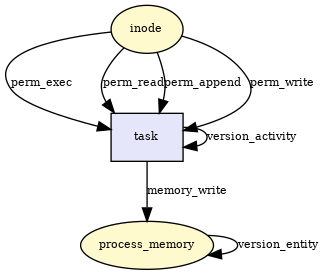 inode
perm_exec
perm_read
perm_append
perm_write
task
version_activity
memory_write
process_memory
version_entity